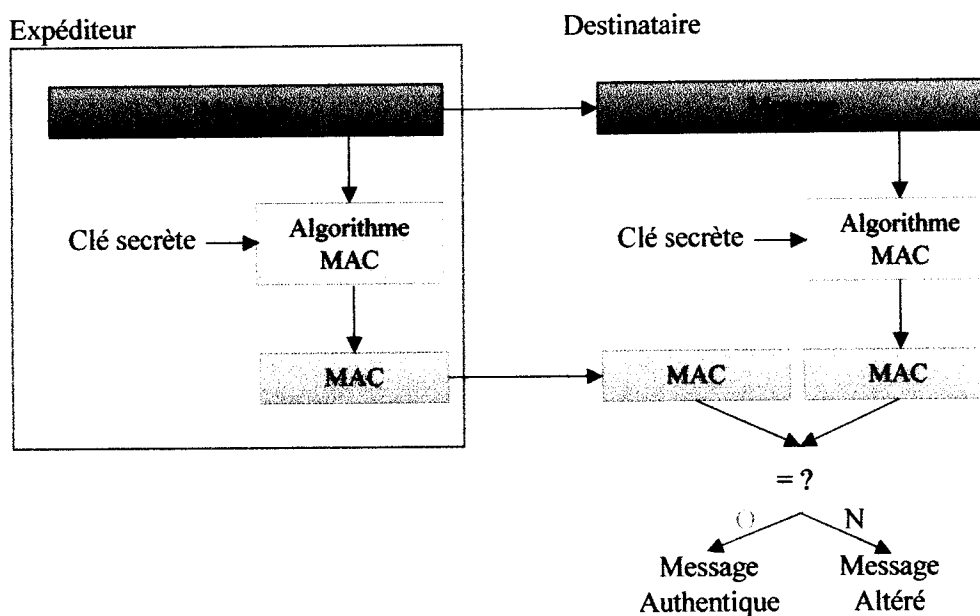 Expéditeur
Destinataire
Clé secrète
Algorithme
MAC
Clé secrète
Algorithme
MAC
MAC
MAC
MAC
= ?
O
N
Message
Authentique
Message
Altéré